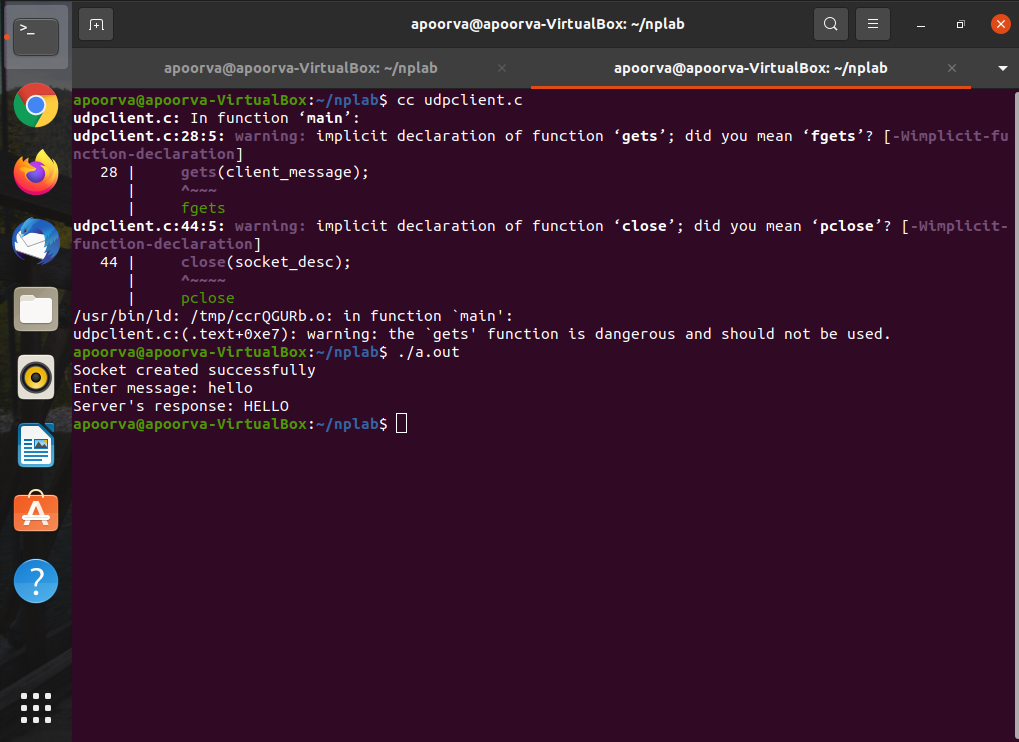 apoorva@apoorva-VirtualBox: ~/nplab
apoorva@apoorva-VirtualBox: ~/nplab
apoorva@apoorva-VirtualBox: ~/nplab
apoorva@apoorva-VirtualBox:~/nplab$ cc udpclient.c
udpclient.c: In function ‘main’:
udpclient.c:28:5: warning: implicit declaration of function ‘gets’; did you mean ‘fgets’? [-Wimplicit-fu
nction-declaration]
   28 |     gets(client_message);
      |     ^~~~
      |     fgets
udpclient.c:44:5: warning: implicit declaration of function ‘close’; did you mean ‘pclose’? [-Wimplicit-
function-declaration]
   44 |     close(socket_desc);
      |     ^~~~~
      |     pclose
/usr/bin/ld: /tmp/ccrQGURb.o: in function `main':
udpclient.c:(.text+0xe7): warning: the `gets' function is dangerous and should not be used.
apoorva@apoorva-VirtualBox:~/nplab$ ./a.out
Socket created successfully
Enter message: hello
Server's response: HELLO
apoorva@apoorva-VirtualBox:~/nplab$